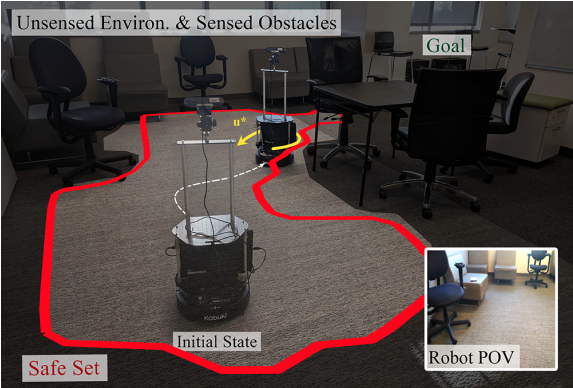 Unsensed Environ. & Sensed Obstacles
Goal
u*
Kobuki
Initial State
Safe Set
Robot POV